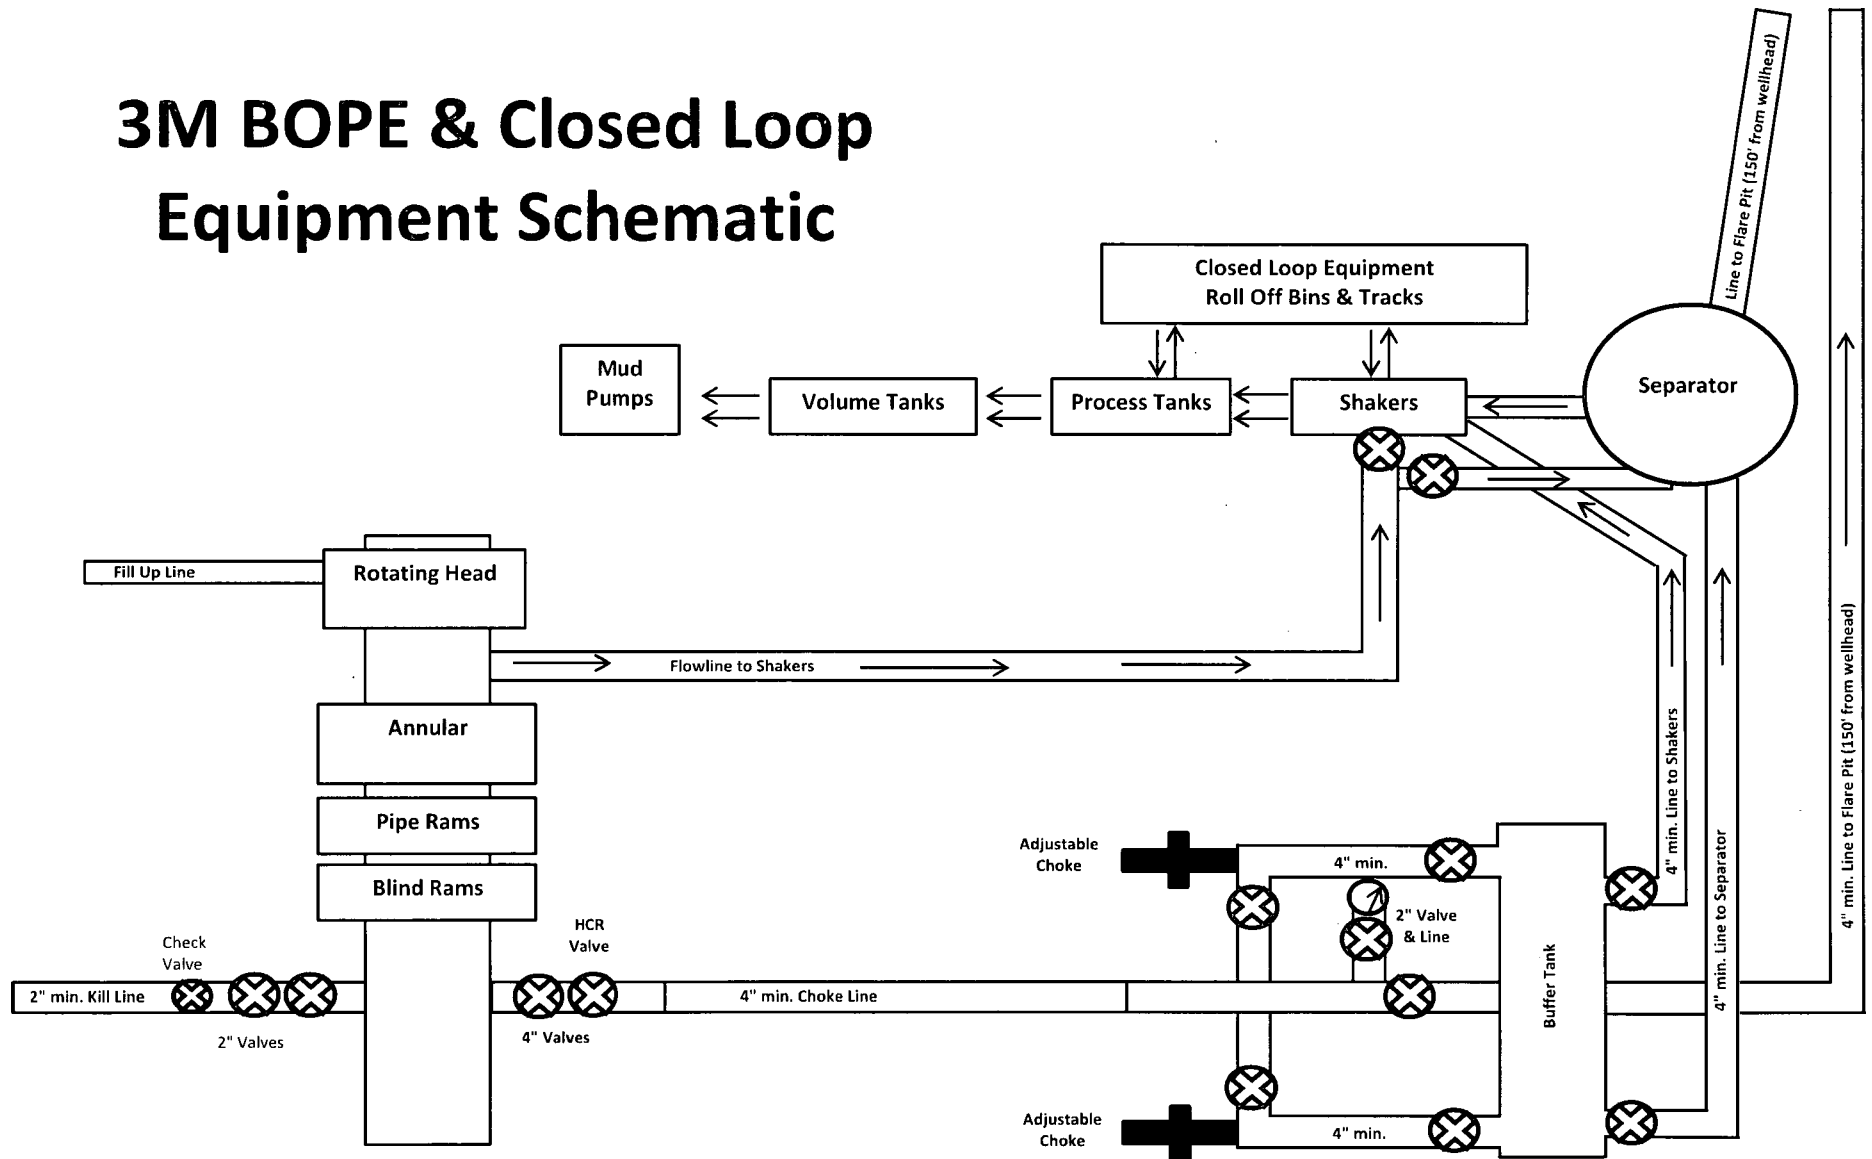 3M BOPE & Closed Loop
Equipment Schematic
Line to Flare Pit (150' from wellhead)
Closed Loop Equipment
Roll Off Bins & Tracks
Mud
Pumps
Volume Tanks
Process Tanks
Shakers
Separator
Fill Up Line
Rotating Head
Flowline to Shakers
Annular
Pipe Rams
Blind Rams
Check
Valve
HCR
Valve
2" min. Kill Line
2" Valves
4" Valves
4" min. Choke Line
Adjustable
Choke
4" min.
2" Valve
& Line
Buffer Tank
4" min. Line to Shakers
4" min. Line to Separator
4" min. Line to Flare Pit (150' from wellhead)
Adjustable
Choke
4" min.